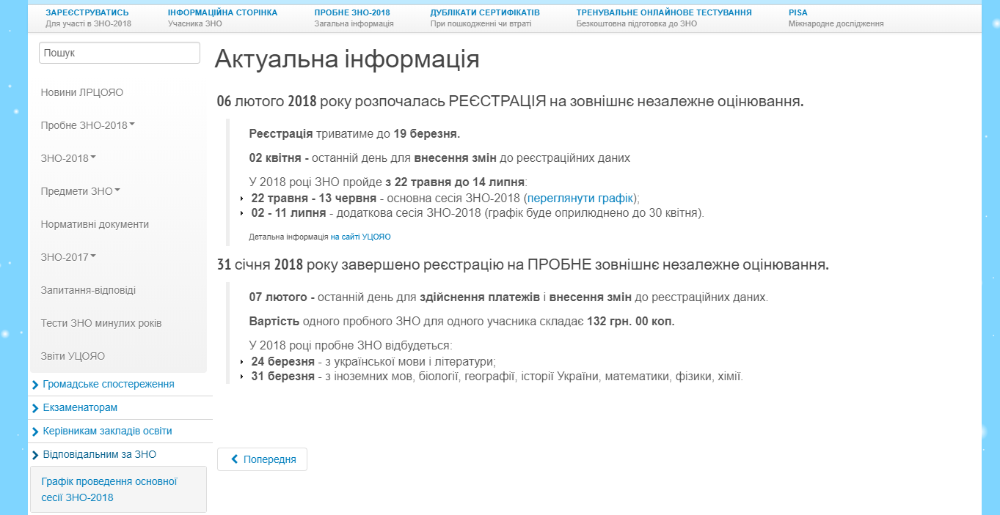 ЗАРЕЄСТРУВАТИСЬ
Для участі в ЗНО-2018
ІНФОРМАЦІЙНА СТОРІНКА
Учасника ЗНО
ПРОБНЕ ЗНО-2018
Загальна інформація
ДУБЛІКАТИ СЕРТИФІКАТІВ
При пошкодженні чи втраті
ТРЕНУВАЛЬНЕ ОНЛАЙНОВЕ ТЕСТУВАННЯ
Безкоштовна підготовка до ЗНО
PISA
Міжнародне дослідження
Пошук
Новини ЛРЦОЯО
Пробне ЗНО-2018
ЗНО-2018
Предмети ЗНО
Нормативні документи
ЗНО-2017
Запитання-відповіді
Тести ЗНО минулих років
Звіти УЦОЯО
Громадське спостереження
Екзаменаторам
Керівникам закладів освіти
Відповідальним за ЗНО
Графік проведення основної
сесії ЗНО-2018
Актуальна інформація
06 лютого 2018 року розпочалась РЕЄСТРАЦІЯ на зовнішнє незалежне оцінювання.
Реєстрація триватиме до 19 березня.
02 квітня - останній день для внесення змін до реєстраційних даних
У 2018 році ЗНО пройде з 22 травня до 14 липня:
22 травня - 13 червня - основна сесія ЗНО-2018 (переглянути графік);
02 - 11 липня - додаткова сесія ЗНО-2018 (графік буде оприлюднено до 30 квітня).
Детальна інформація на сайті УЦОЯО
31 січня 2018 року завершено реєстрацію на ПРОБНЕ зовнішнє незалежне оцінювання.
07 лютого - останній день для здійснення платежів і внесення змін до реєстраційних даних.
Вартість одного пробного ЗНО для одного учасника складає 132 грн. 00 коп.
У 2018 році пробне ЗНО відбудеться:
24 березня - з української мови і літератури;
31 березня - з іноземних мов, біології, географії, історії України, математики, фізики, хімії.
Попередня